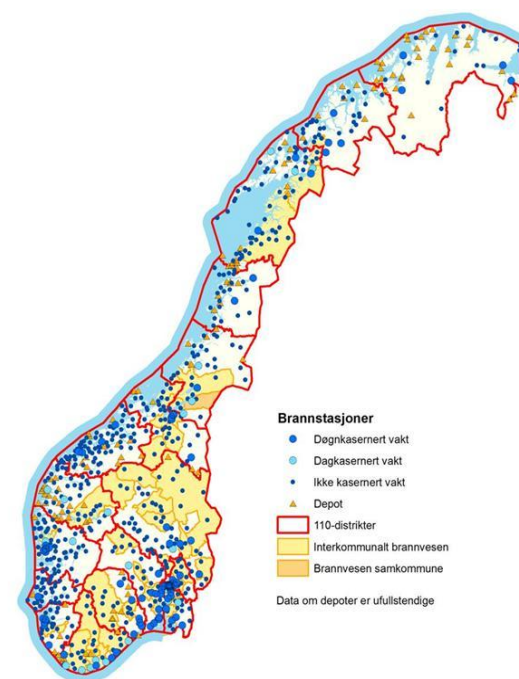 Brannstasjoner
Døgnkasernert vakt
Dagkasernert vakt
Ikke kasernert vakt
Depot
110-distrikter
Interkommunalt brannvesen
Brannvesen samkommune
Data om depoter er ufullstendige